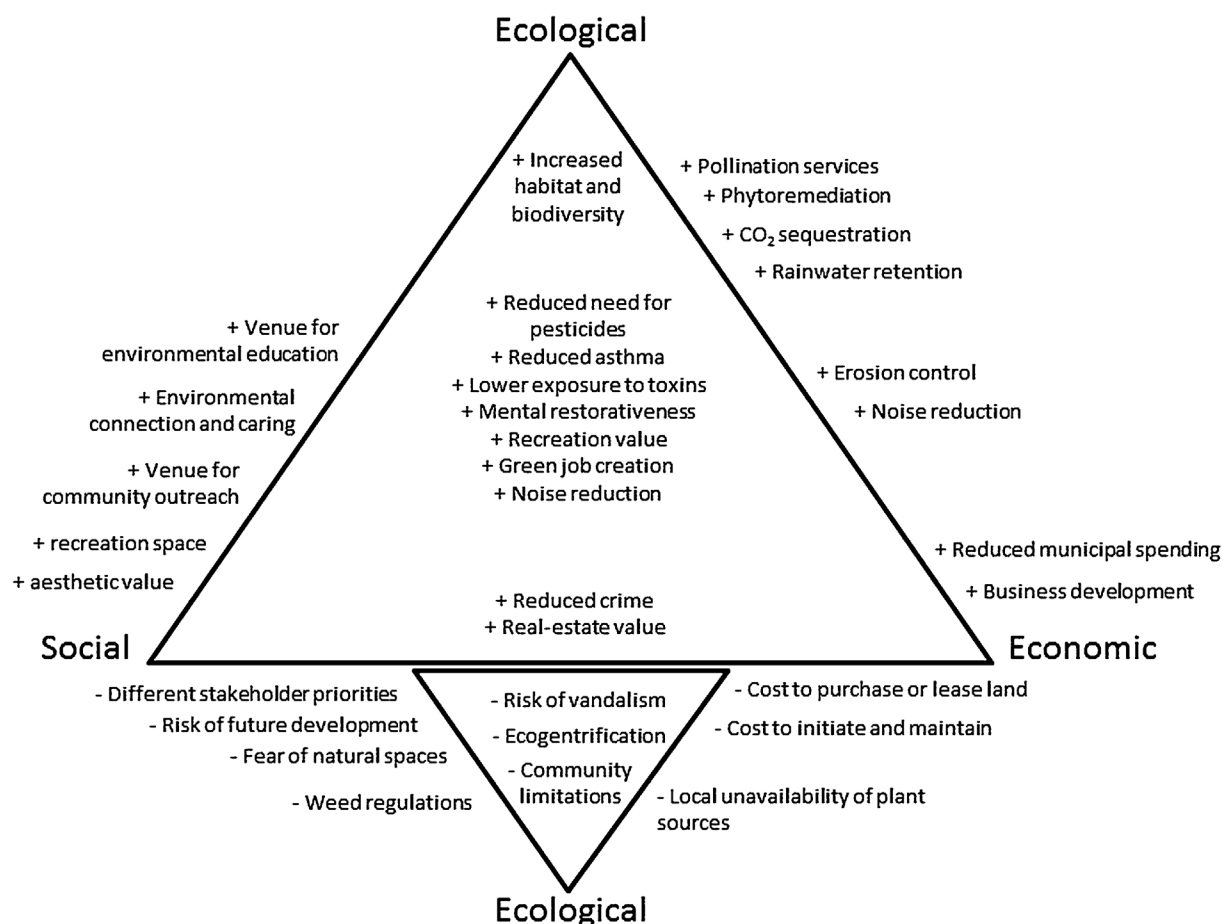 Ecological
+ Increased
habitat and
biodiversity
+ Pollination services
+ Phytoremediation
+ CO₂ sequestration
+ Rainwater retention
+ Reduced need for
pesticides
+ Reduced asthma
+ Lower exposure to toxins
+ Mental restorativeness
+ Recreation value
+ Green job creation
+ Noise reduction
+ Venue for
environmental education
+ Environmental
connection and caring
+ Venue for
community outreach
+ recreation space
+ aesthetic value
+ Erosion control
+ Noise reduction
+ Reduced municipal spending
+ Business development
+ Reduced crime
+ Real-estate value
Social
Economic
- Different stakeholder priorities
- Risk of future development
- Fear of natural spaces
- Weed regulations
- Risk of vandalism
- Ecogentrification
- Community
limitations
- Cost to purchase or lease land
- Cost to initiate and maintain
- Local unavailability of plant
sources
Ecological